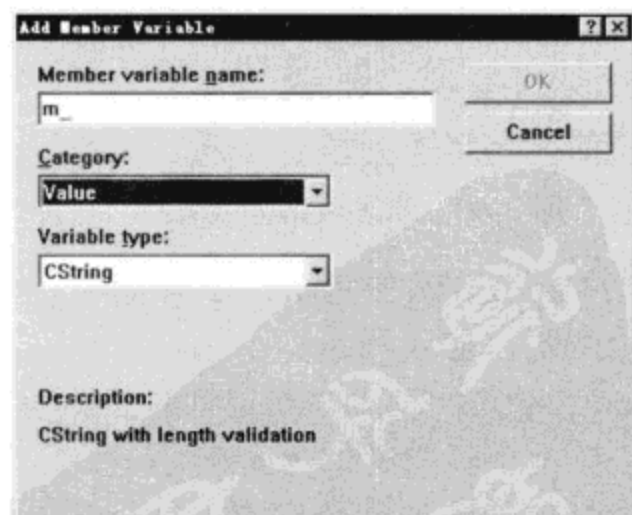 Add Member Variable
Member variable name:
OK
m_
Cancel
Category:
Value
Variable type:
CString
Description:
CString with length validation